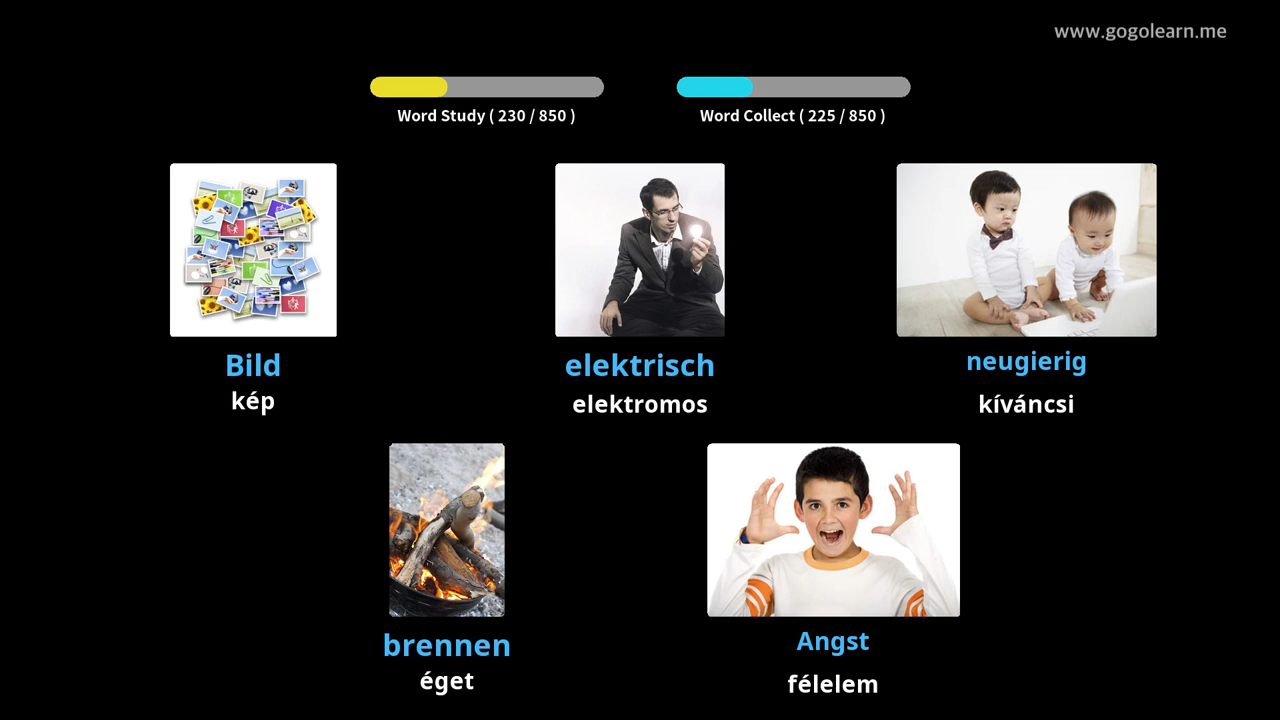 www.gogolearn.me
Word Study ( 230 / 850 )
Word Collect ( 225 / 850 )
Bild
kép
elektrisch
elektromos
neugierig
kíváncsi
brennen
éget
Angst
félelem